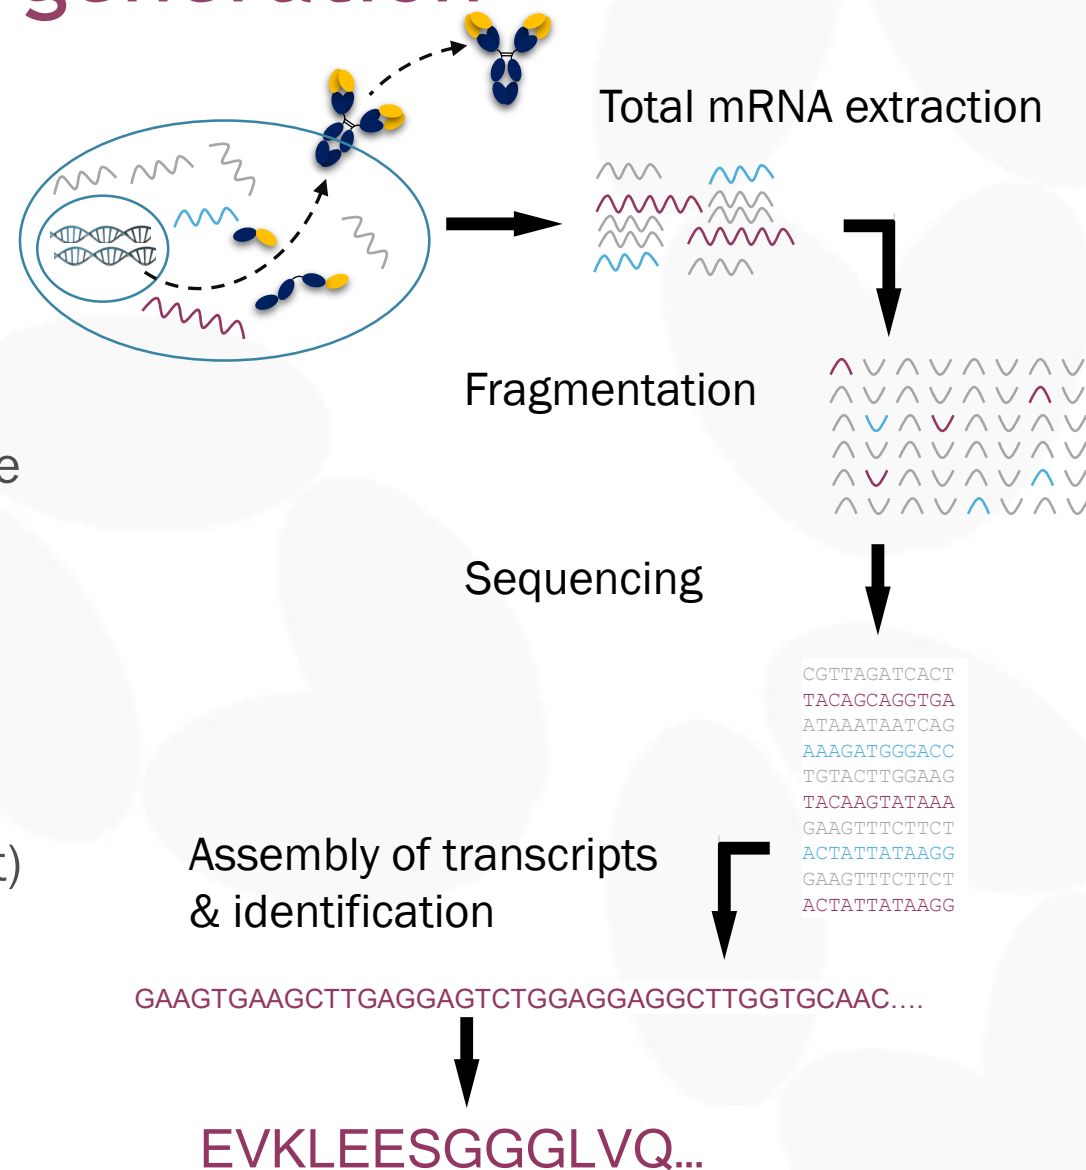 generation
Total mRNA extraction
Fragmentation
e
Sequencing
CGTTAGATCACT
TACAGCAGGTGA
ATAAATAATCAG
AAAGATGGGACC
TGTACTTGGAAG
TACAAGTATAAA
GAAGTTTCTTCT
ACTATTATAAGG
GAAGTTTCTTCT
ACTATTATAAGG
t)
Assembly of transcripts
& identification
GAAGTGAAGCTTGAGGAGTCTGGAGGAGGCTTGGTGCAAC....
EVKLEESGGGLVQ...